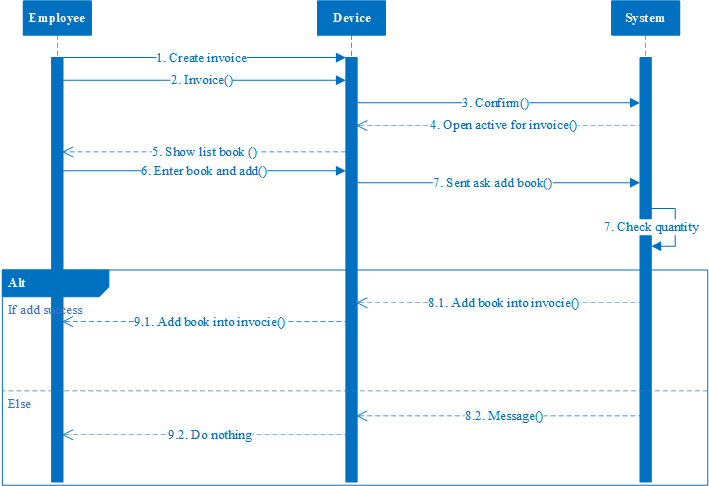 Employee
Device
System
1. Create invoice
2. Invoice()
3. Confirm()
4. Open active for invoice()
5. Show list book ()
6. Enter book and add()
7. Sent ask add book()
7. Check quantity
Alt
If add success
8.1. Add book into invocie()
9.1. Add book into invocie()
Else
8.2. Message()
9.2. Do nothing